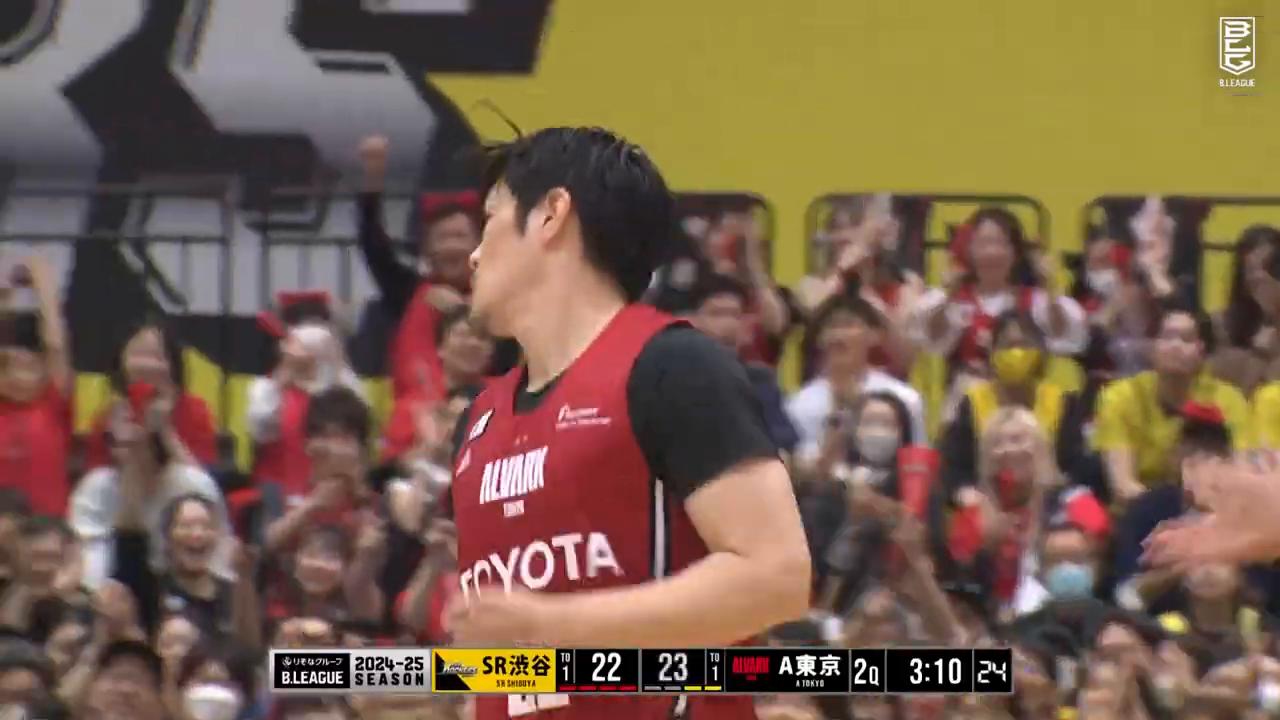 B.LEAGUE
ALVARK
TOKYO
TOYOTA
りそなグループ
B.LEAGUE
2024-25
SEASON
SR渋谷
SR SHIBUYA
TO
1
22
23
TO
1
ALVARK
A東京
A TOKYO
2Q
3:10
24